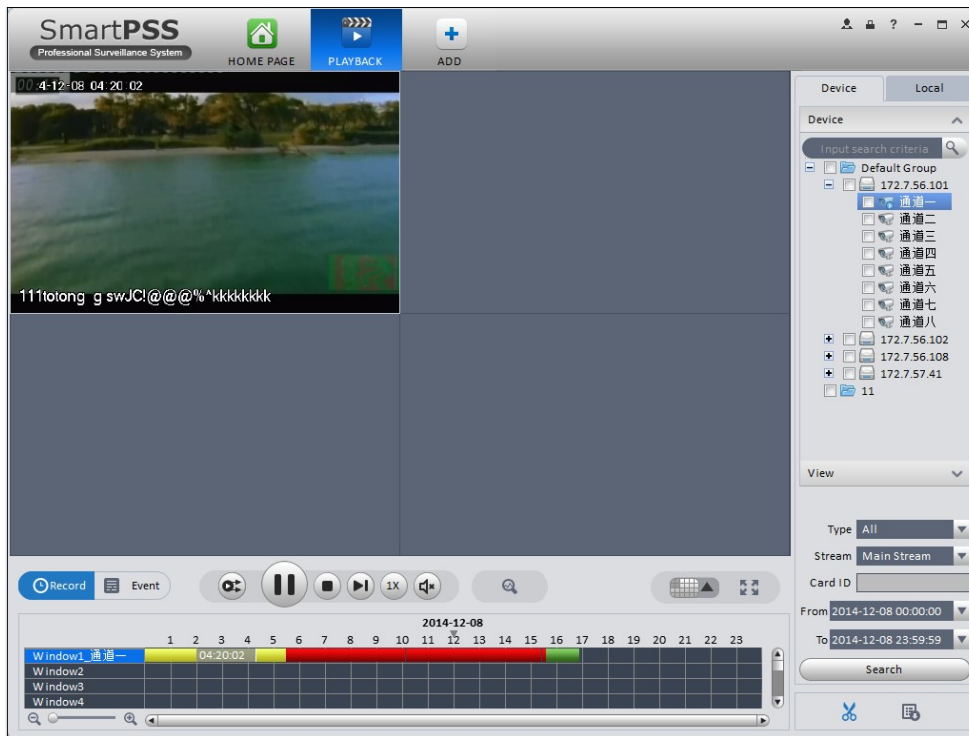 SmartPSS
Professional Surveillance System
HOME PAGE
PLAYBACK
ADD
?
00:4-12-08 04:20:02
111totong g swJC!@@@%^kkkkkkkk
Device
Local
Device
Input search criteria
Default Group
172.7.56.101
通道一
通道二
通道三
通道四
通道五
通道六
通道七
通道八
172.7.56.102
172.7.56.108
172.7.57.41
11
View
Type All
Stream Main Stream
Card ID
From 2014-12-08 00:00:00
To 2014-12-08 23:59:59
Search
Record
Event
1X
2014-12-08
1 2 3 4 5 6 7 8 9 10 11 12 13 14 15 16 17 18 19 20 21 22 23
Window1_通道一 04:20:02
Window2
Window3
Window4